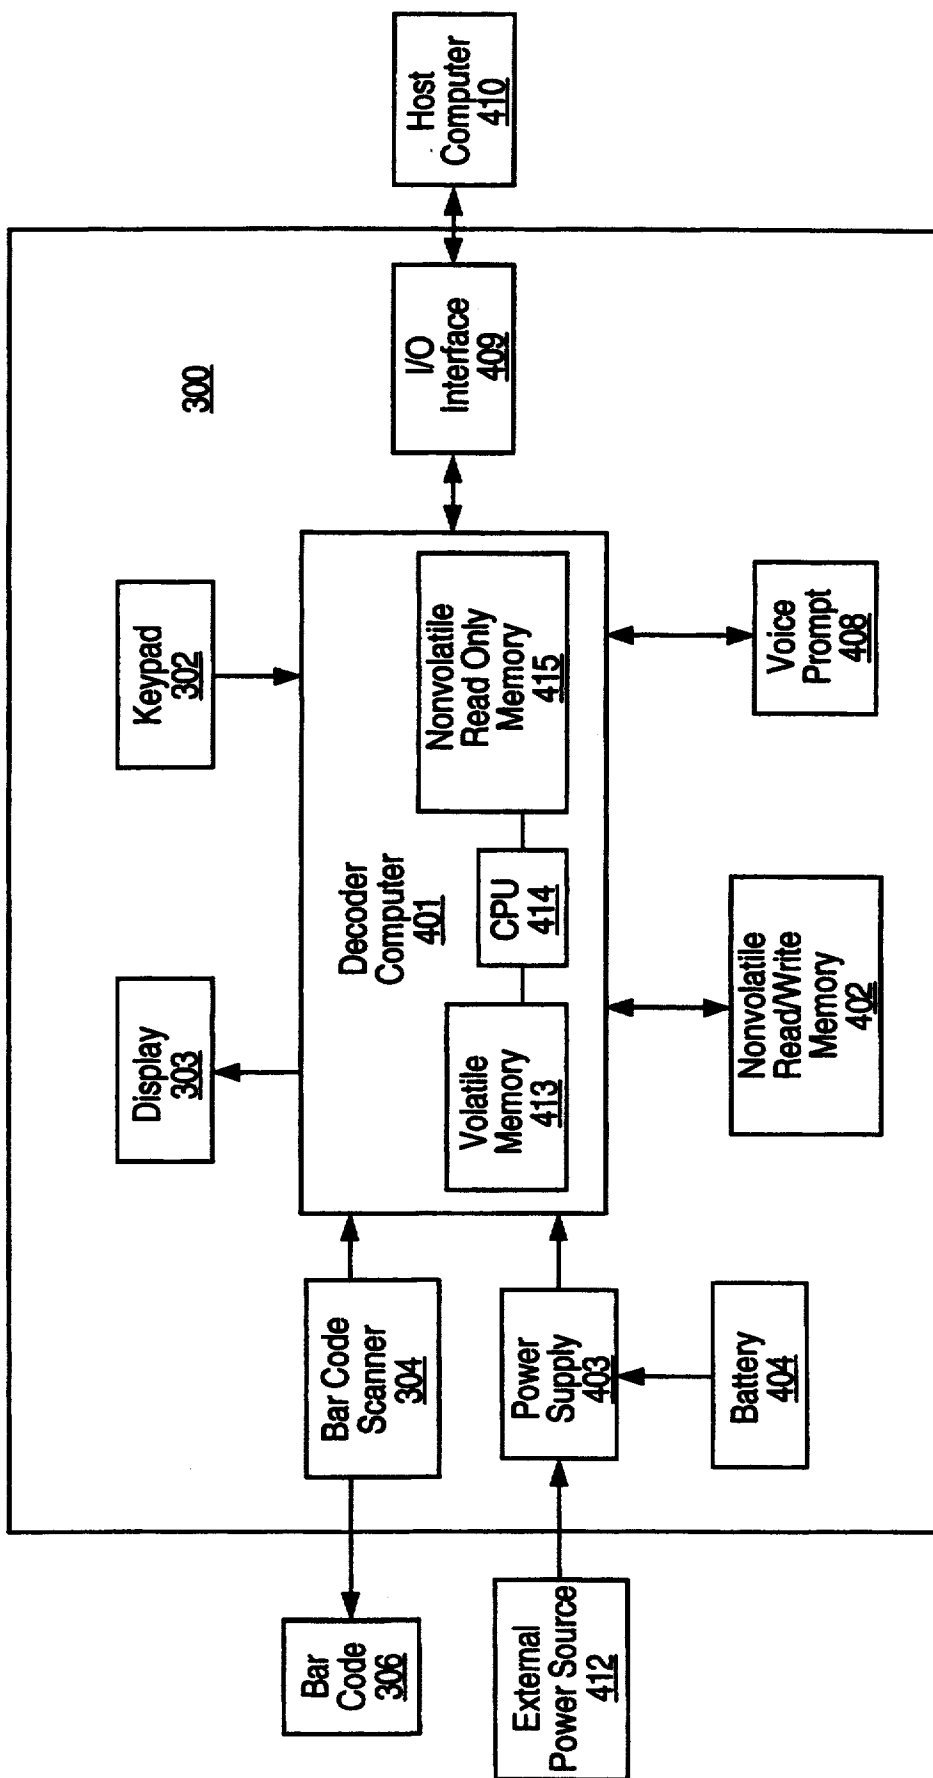 300
Bar
Code
306
Bar Code
Scanner
304
Display
303
Keypad
302
Decoder
Computer
401
Volatile
Memory
413
CPU
414
Nonvolatile
Read Only
Memory
415
I/O
Interface
409
Host
Computer
410
External
Power Source
412
Power
Supply
403
Battery
404
Nonvolatile
Read/Write
Memory
402
Voice
Prompt
408